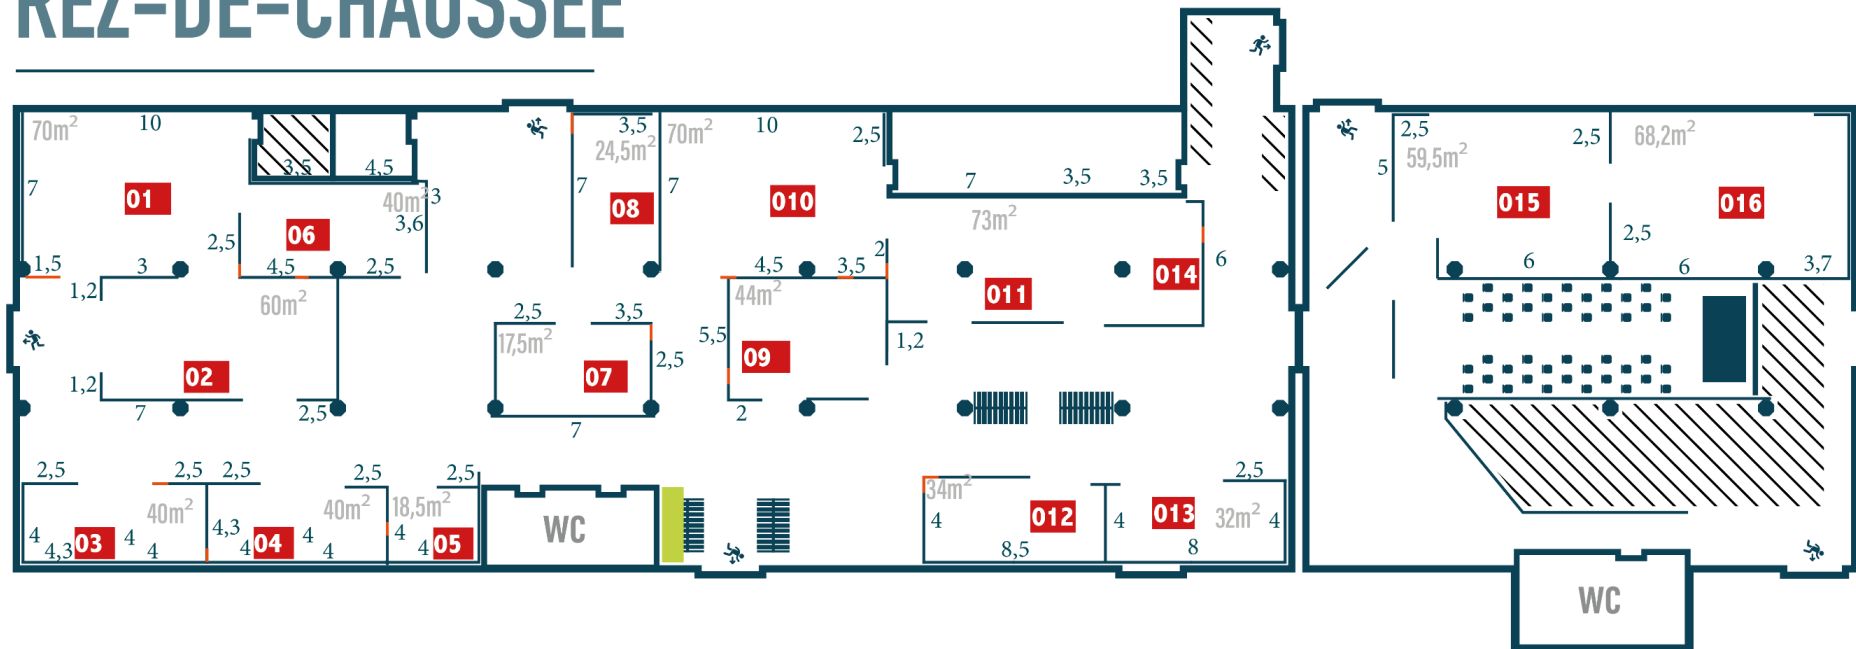 REZ-DE-CHAUSSÉE
70m² 10 3,5 4,5
7 01
40m² 3
3,6
06
2,5
1,5 3 4,5 2,5
1,2 60m²
02
1,2
7 2,5
3,5
24,5m²
7 08
70m² 10 2,5
7 010
2
4,5 3,5
44m²
5,5 09
2
1,2
2,5 3,5
17,5m²
07 2,5
7
7 3,5 3,5
73m²
011
014 6
2,5 2,5 2,5 2,5 2,5
40m² 40m² 18,5m²
4 4,3 03 4 4
4,3 4 04 4 4
4 4 05
WC
34m²
4 012
8,5
2,5
4 013 32m² 4
8
2,5
59,5m²
5
015
2,5 68,2m²
016
2,5
6 6 3,7
WC